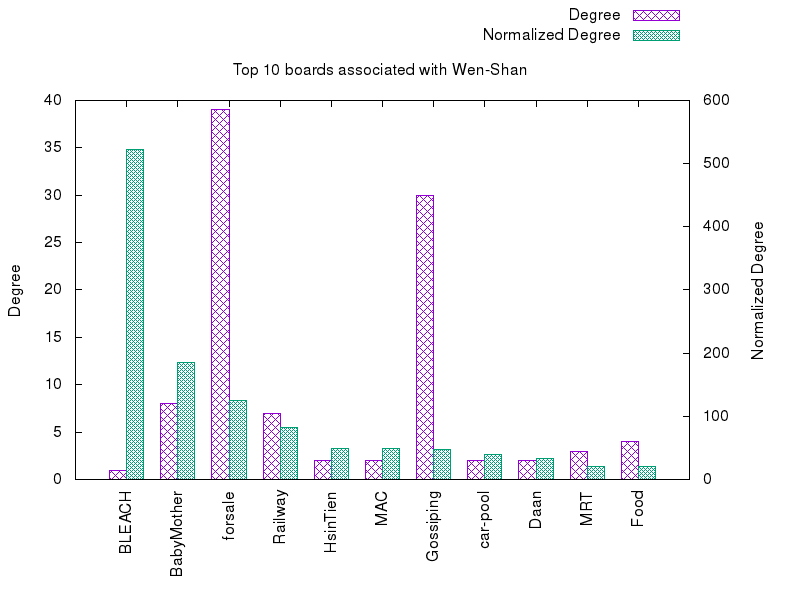 Degree
Normalized Degree
Top 10 boards associated with Wen-Shan
40
35
30
25
20
15
10
5
0
Degree
600
500
400
300
200
100
0
Normalized Degree
BLEACH
BabyMother
forsale
Railway
HsinTien
MAC
Gossiping
car-pool
Daan
MRT
Food